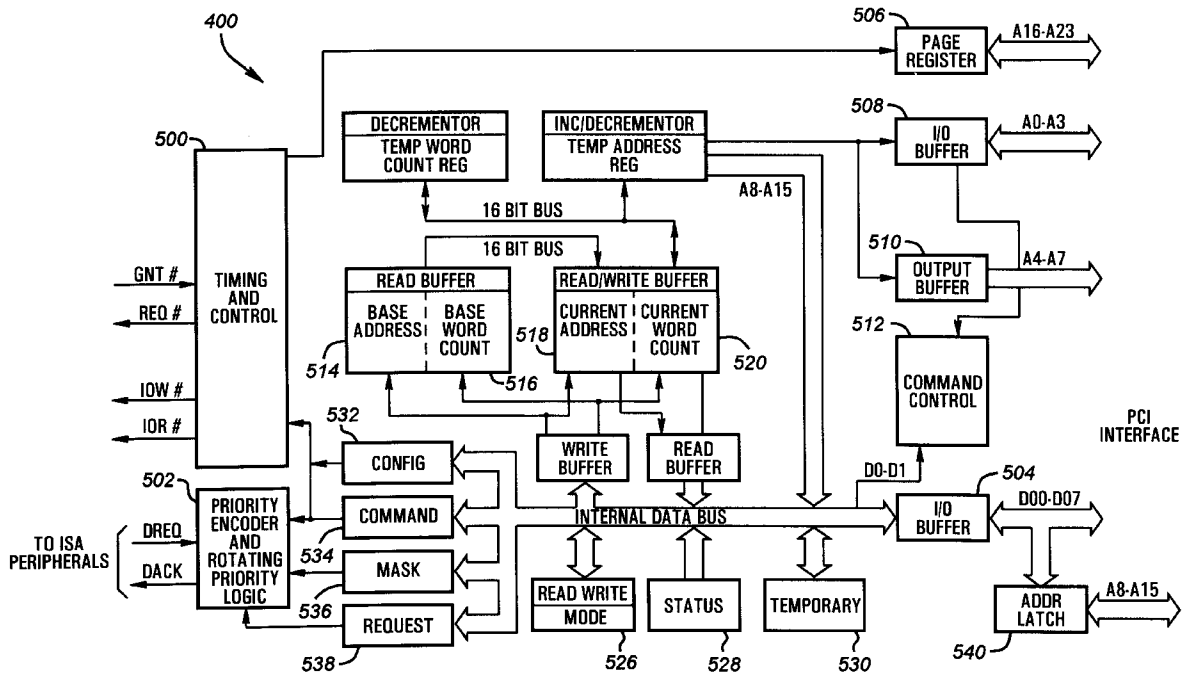 400
506
PAGE
REGISTER
A16-A23
500
DECREMENTOR
TEMP WORD
COUNT REG
INC/DECREMENTOR
TEMP ADDRESS
REG
508
I/O
BUFFER
A0-A3
A8-A15
16 BIT BUS
16 BIT BUS
510
OUTPUT
BUFFER
A4-A7
GNT #
REQ #
IOW #
IOR #
TIMING
AND
CONTROL
READ BUFFER
BASE
ADDRESS
BASE
WORD
COUNT
514
516
READ/WRITE BUFFER
CURRENT
ADDRESS
CURRENT
WORD
COUNT
518
520
512
COMMAND
CONTROL
PCI
INTERFACE
532
CONFIG
WRITE
BUFFER
READ
BUFFER
D0-D1
504
I/O
BUFFER
D00-D07
502
PRIORITY
ENCODER
AND
ROTATING
PRIORITY
LOGIC
COMMAND
534
INTERNAL DATA BUS
TO ISA
PERIPHERALS
DREQ
DACK
MASK
536
REQUEST
538
READ WRITE
MODE
526
STATUS
528
TEMPORARY
530
ADDR
LATCH
540
A8-A15